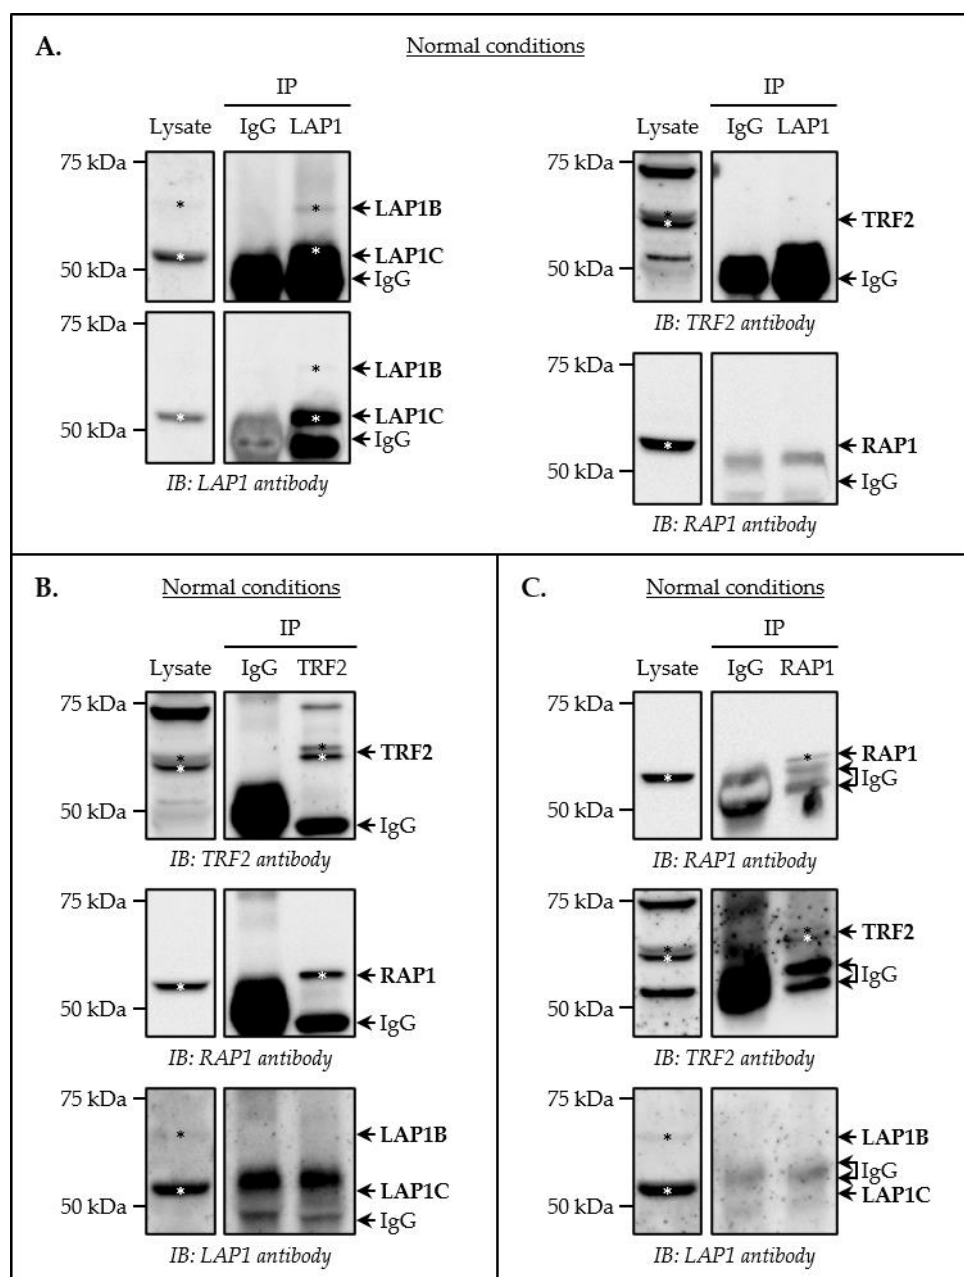 A.
Normal conditions
IP
Lysate IgG LAP1
75 kDa
* *
LAP1B
* *
LAP1C
50 kDa
IgG
75 kDa
*
LAP1B
* *
LAP1C
50 kDa
IgG
IB: LAP1 antibody
IP
Lysate IgG LAP1
75 kDa
*
*
TRF2
50 kDa
IgG
IB: TRF2 antibody
75 kDa
*
RAP1
50 kDa
IgG
IB: RAP1 antibody
B.
Normal conditions
IP
Lysate IgG TRF2
75 kDa
* *
* *
TRF2
50 kDa
IgG
IB: TRF2 antibody
75 kDa
* *
RAP1
50 kDa
IgG
IB: RAP1 antibody
75 kDa
*
LAP1B
*
LAP1C
50 kDa
IgG
IB: LAP1 antibody
C.
Normal conditions
IP
Lysate IgG RAP1
75 kDa
* *
RAP1
IgG
50 kDa
IB: RAP1 antibody
75 kDa
* *
* *
TRF2
IgG
50 kDa
IB: TRF2 antibody
75 kDa
*
LAP1B
IgG
*
LAP1C
50 kDa
IB: LAP1 antibody